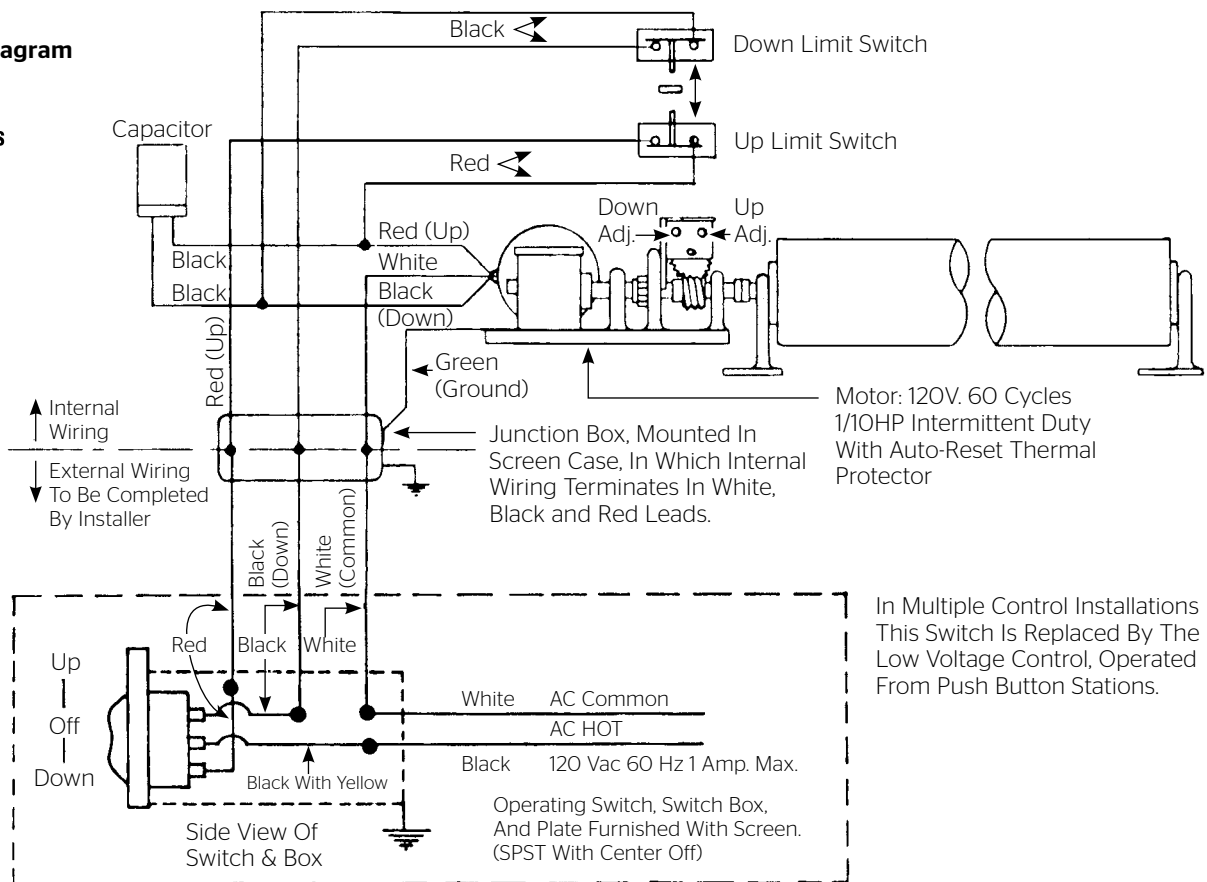 agram
s
Black
Down Limit Switch
Capacitor
Up Limit Switch
Red
Down
Adj.
Up
Adj.
Red (Up)
Black
White
Black
Black
(Down)
Red (Up)
Green
(Ground)
Motor: 120V. 60 Cycles
1/10HP Intermittent Duty
With Auto-Reset Thermal
Protector
Internal
Wiring
External Wiring
To Be Completed
By Installer
Junction Box, Mounted In
Screen Case, In Which Internal
Wiring Terminates In White,
Black and Red Leads.
Black
(Down)
White
(Common)
In Multiple Control Installations
This Switch Is Replaced By The
Low Voltage Control, Operated
From Push Button Stations.
Red
Black
White
Up
Off
Down
White AC Common
AC HOT
Black 120 Vac 60 Hz 1 Amp. Max.
Black With Yellow
Operating Switch, Switch Box,
And Plate Furnished With Screen.
(SPST With Center Off)
Side View Of
Switch & Box